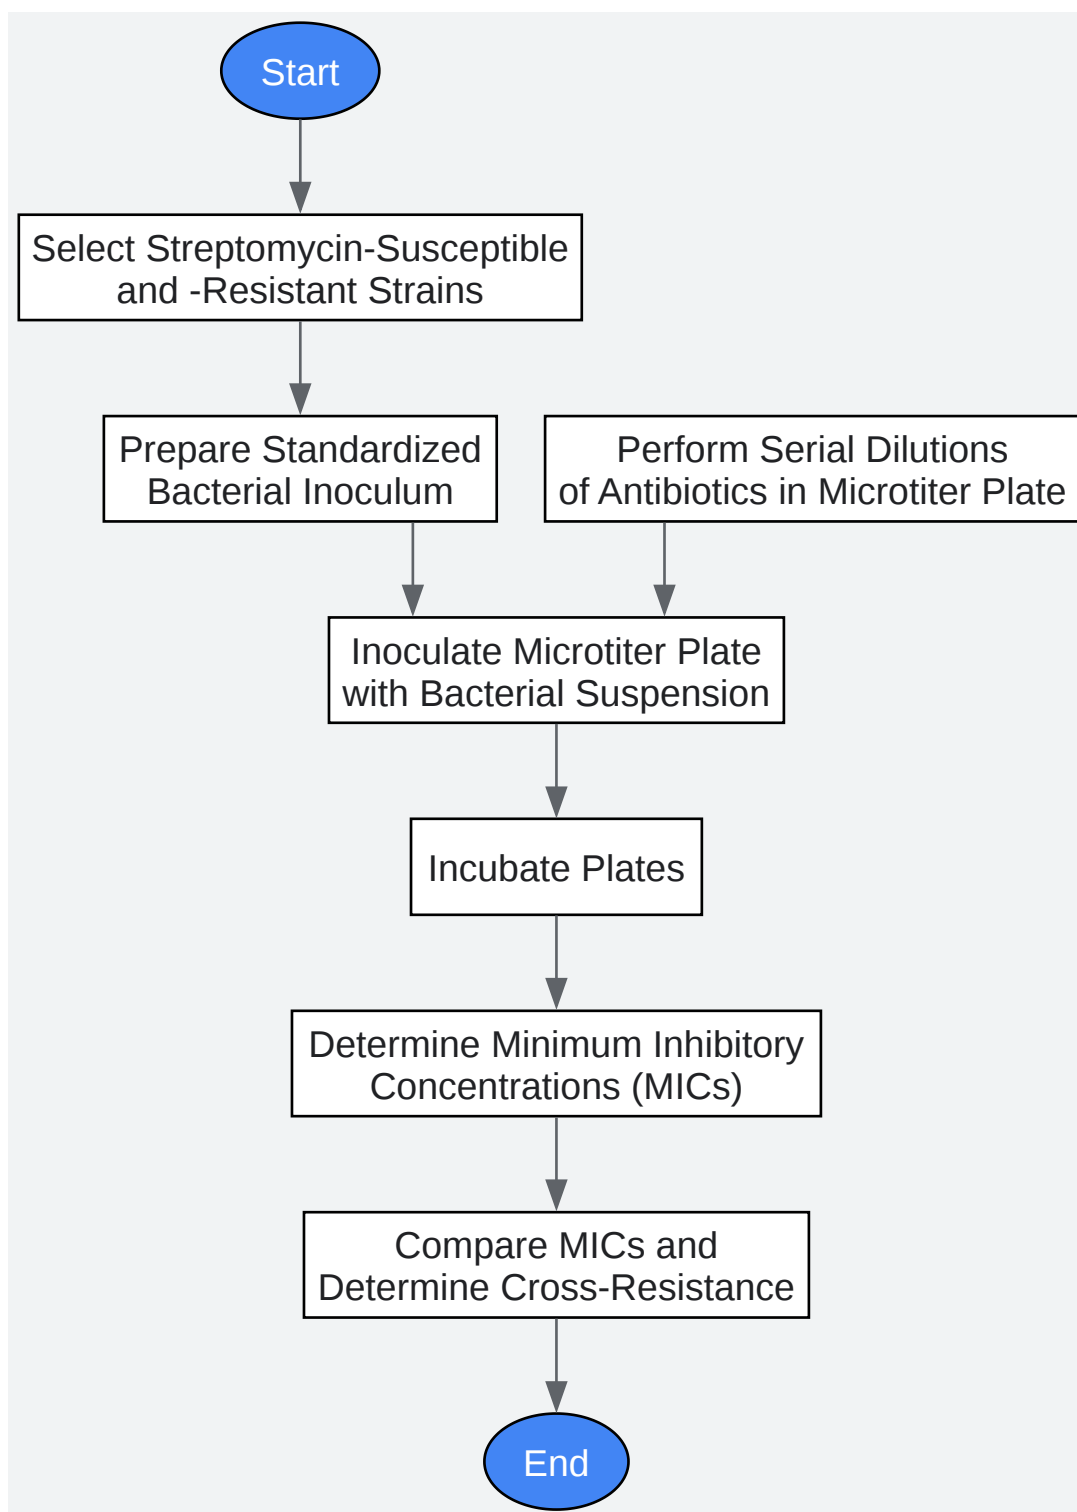 Start
Select Streptomycin-Susceptible
and -Resistant Strains
Prepare Standardized
Bacterial Inoculum
Perform Serial Dilutions
of Antibiotics in Microtiter Plate
Inoculate Microtiter Plate
with Bacterial Suspension
Incubate Plates
Determine Minimum Inhibitory
Concentrations (MICs)
Compare MICs and
Determine Cross-Resistance
End